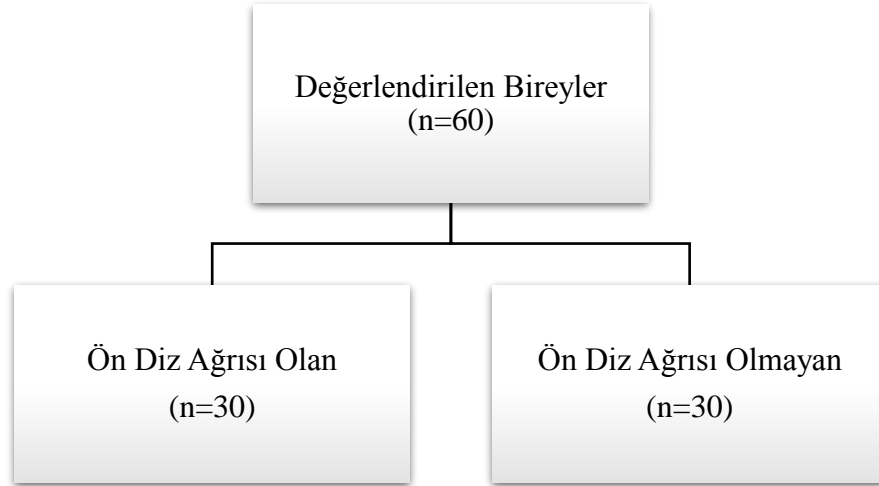 Değerlendirilen Bireyler
(n=60)
Ön Diz Ağrısı Olan
(n=30)
Ön Diz Ağrısı Olmayan
(n=30)